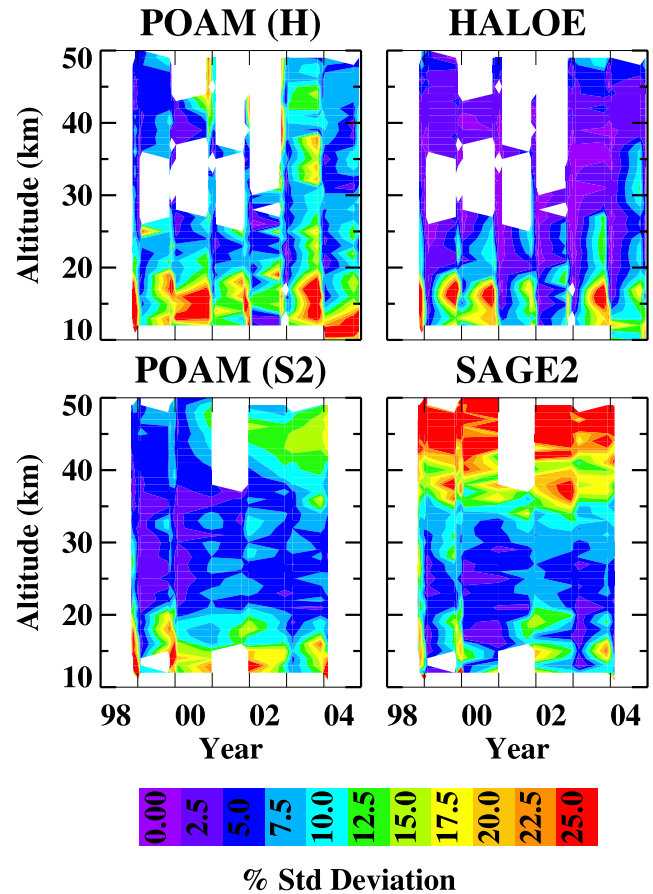 POAM (H)
HALOE
50
40
30
20
10
Altitude (km)
POAM (S2)
SAGE2
50
40
30
20
10
Altitude (km)
98 00 02 04
98 00 02 04
Year
Year
0.00 2.5 5.0 7.5 10.0 12.5 15.0 17.5 20.0 22.5 25.0
% Std Deviation